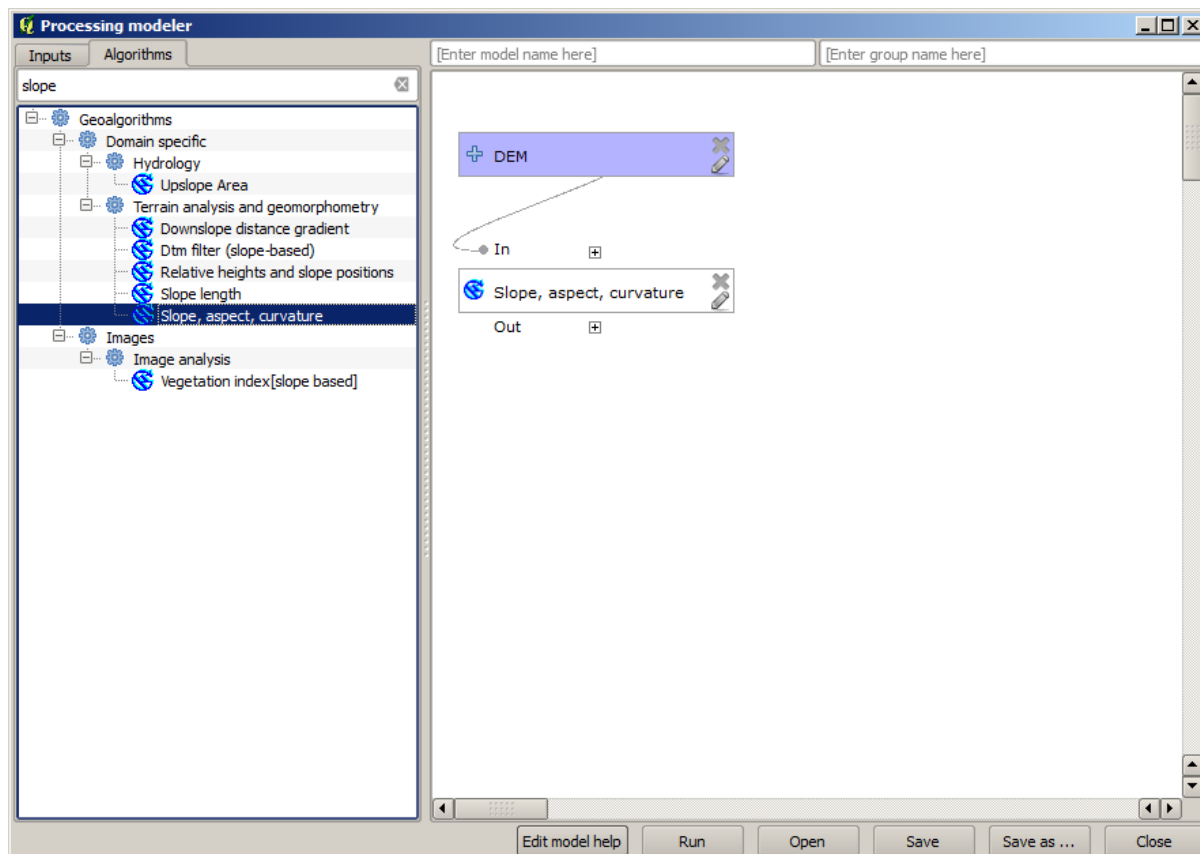 Processing modeler
Inputs Algorithms
[Enter model name here] [Enter group name here]
slope
Geoalgorithms
Domain specific
Hydrology
Upslope Area
Terrain analysis and geomorphometry
Downslope distance gradient
Dtm filter (slope-based)
Relative heights and slope positions
Slope length
Slope, aspect, curvature
Images
Image analysis
Vegetation index[slope based]
DEM
In
Slope, aspect, curvature
Out
Edit model help Run Open Save Save as ... Close